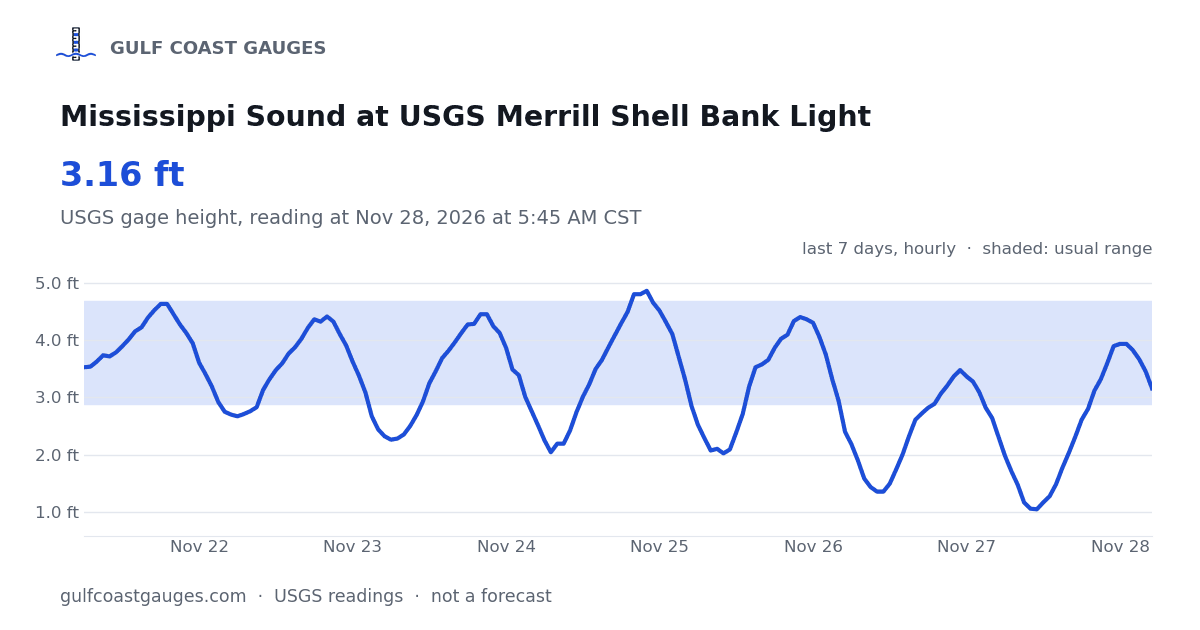 GULF COAST GAUGES
Mississippi Sound at USGS Merrill Shell Bank Light
3.16 ft
USGS gage height, reading at Nov 28, 2026 at 5:45 AM CST
last 7 days, hourly · shaded: usual range
5.0 ft
4.0 ft
3.0 ft
2.0 ft
1.0 ft
Nov 22 Nov 23 Nov 24 Nov 25 Nov 26 Nov 27 Nov 28
gulfcoastgauges.com · USGS readings · not a forecast